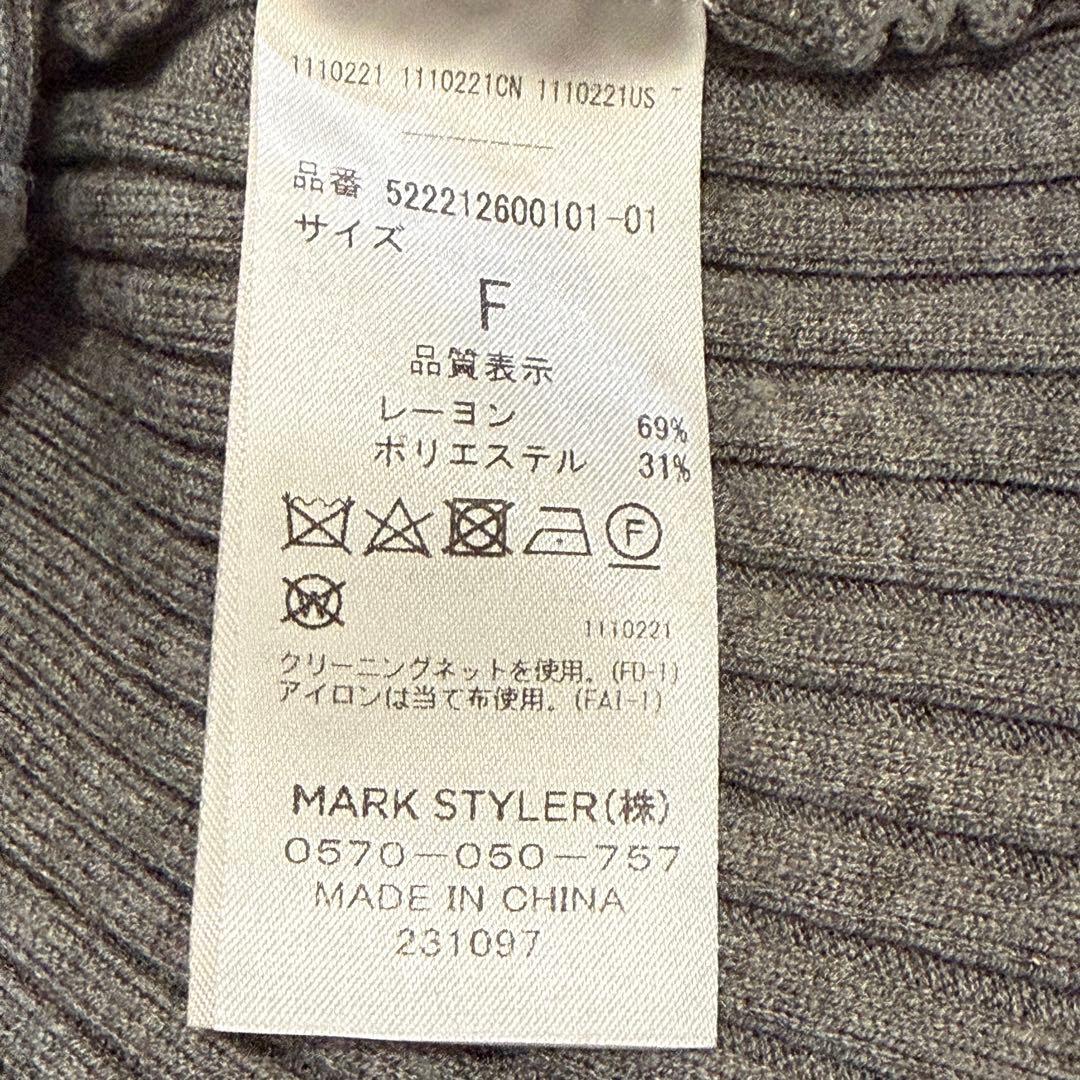 1110221 1110221CN 1110221US -
----------
品番 522212600101-01
サイズ
F
品質表示
レーヨン 69%
ポリエステル 31%
F
W
1110221
クリーニングネットを使用。(FD-1)
アイロンは当て布使用。(FAI-1)
MARK STYLER(株)
0570-050-757
MADE IN CHINA
231097